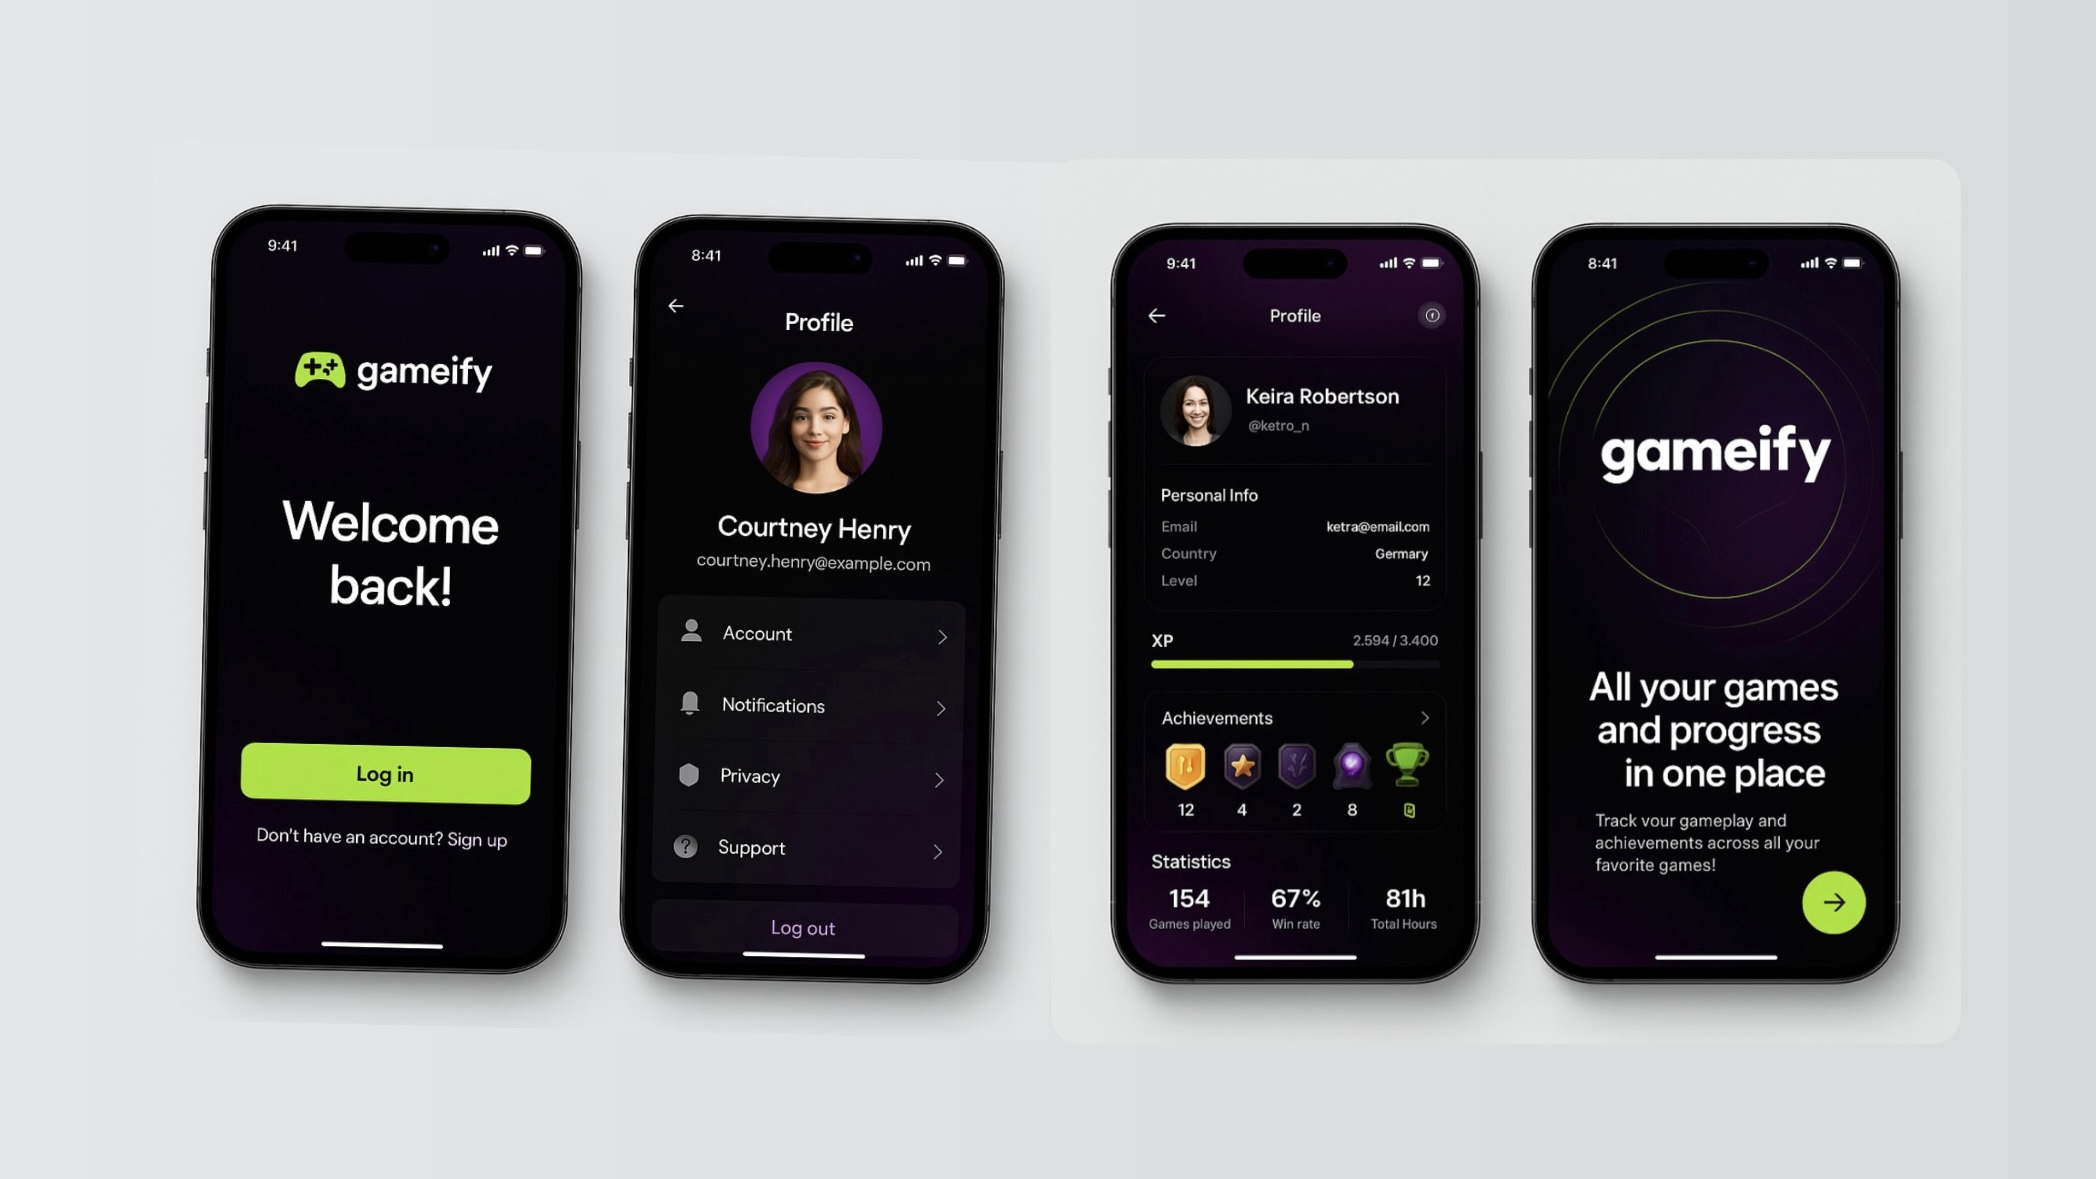 9:41
gameify
Welcome
back!
Log in
Don't have an account? Sign up
8:41
Profile
Courtney Henry
courtney.henry@example.com
Account
Notifications
Privacy
?
Support
Log out
9:41
Profile
Keira Robertson
@ketro_n
Personal Info
Email
ketra@email.com
Country
Germary
Level
12
XP
2.594 / 3.400
Achievements
12
4
2
8
Statistics
154
67%
81h
Games played
Win rate
Total Hours
8:41
gameify
All your games
and progress
in one place
Track vour gameplay and
achievements across all your
favorite games!